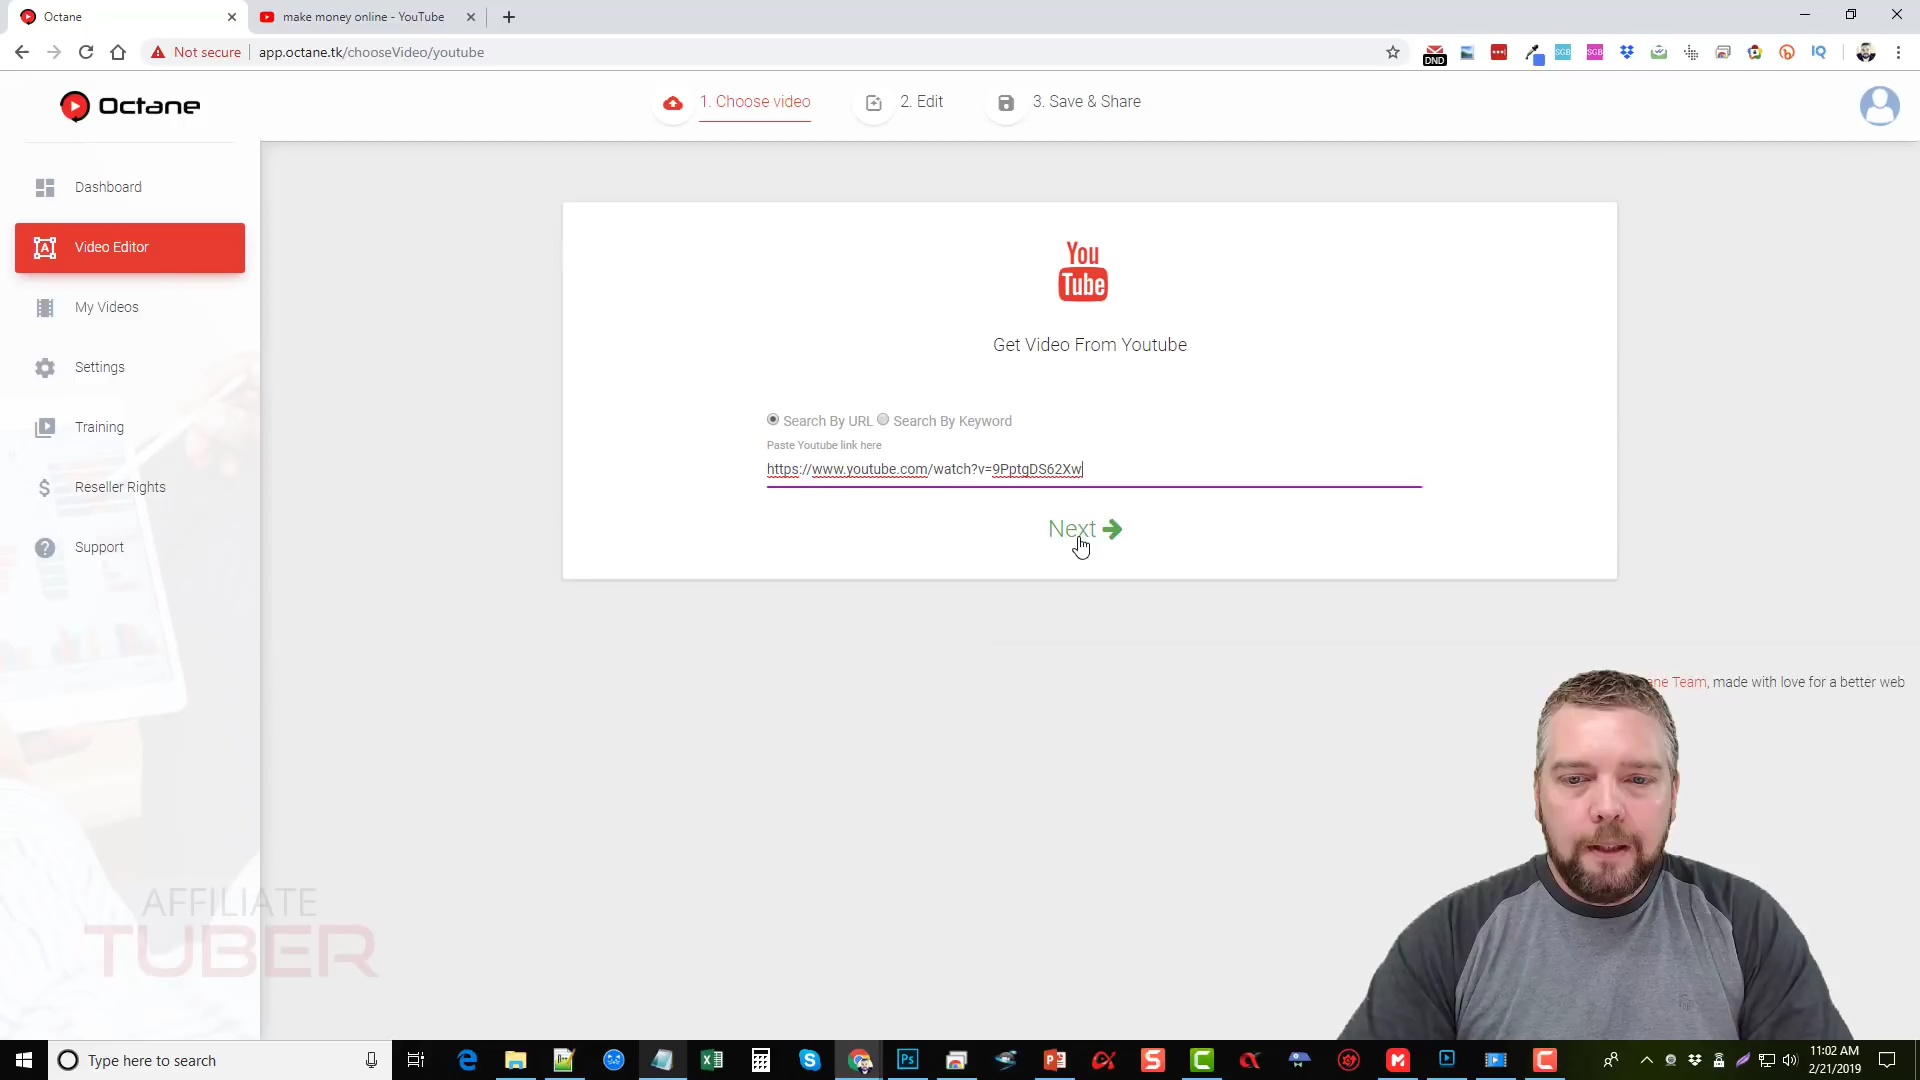 Octane
make money online - YouTube
Not secure
app.octane.tk/chooseVideo/youtube
DND
SGB
SGB
IQ
Octane
1. Choose video
2. Edit
3. Save & Share
Dashboard
Video Editor
My Videos
Settings
Training
Reseller Rights
Support
You
Tube
Get Video From Youtube
Search By URL
Search By Keyword
Paste Youtube link here
https://www.youtube.com/watch?v=9PptgDS62Xw
Next
ane Team, made with love for a better web
AFFILIATE
TUBER
Type here to search
11:02 AM
2/21/2019